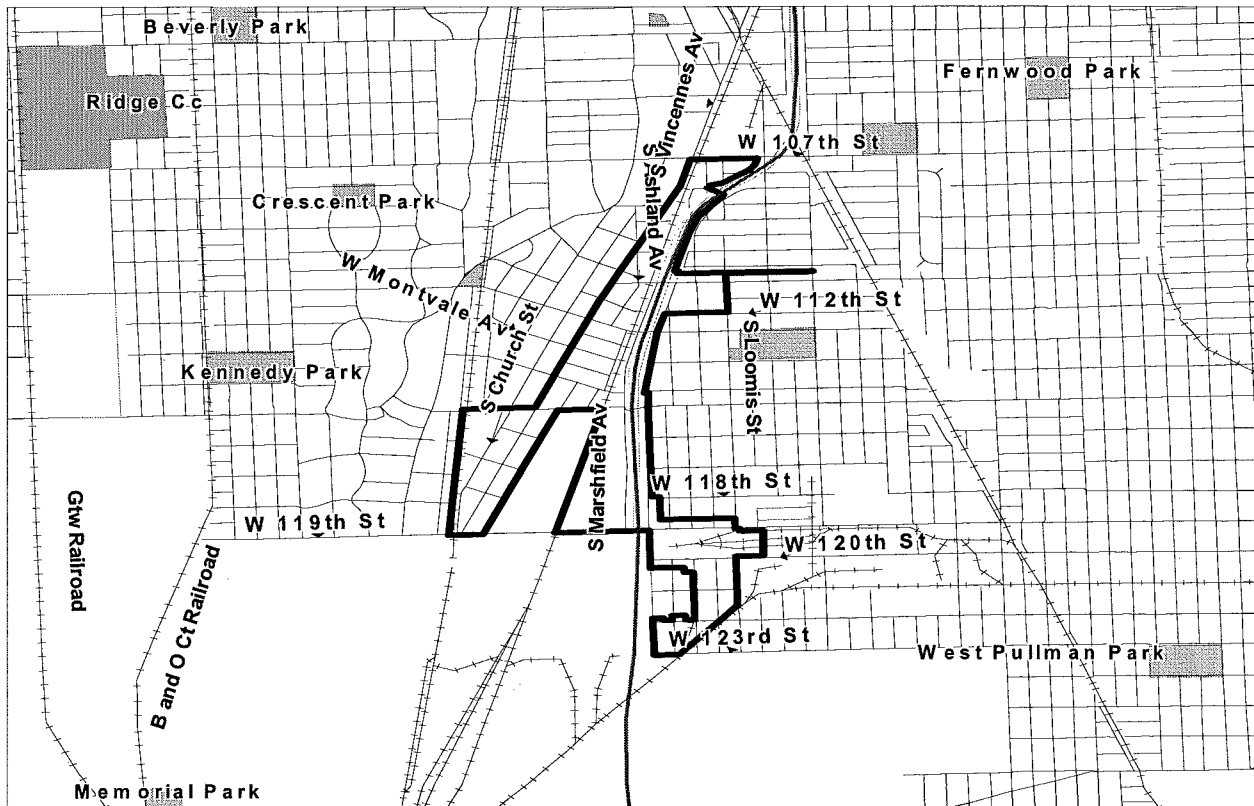 Beverly Park
Fernwood Park
Ridge Cc
S Vincennes Av
W 107th St
S Ashland Av
Crescent Park
W Montvale Av
W 112th St
S Church St
S Loomis St
Kennedy Park
S Marshfield Av
W 118th St
Gtw Railroad
W 119th St
W 120th St
B and O Ct Railroad
W 123rd St
West Pullman Park
Memorial Park